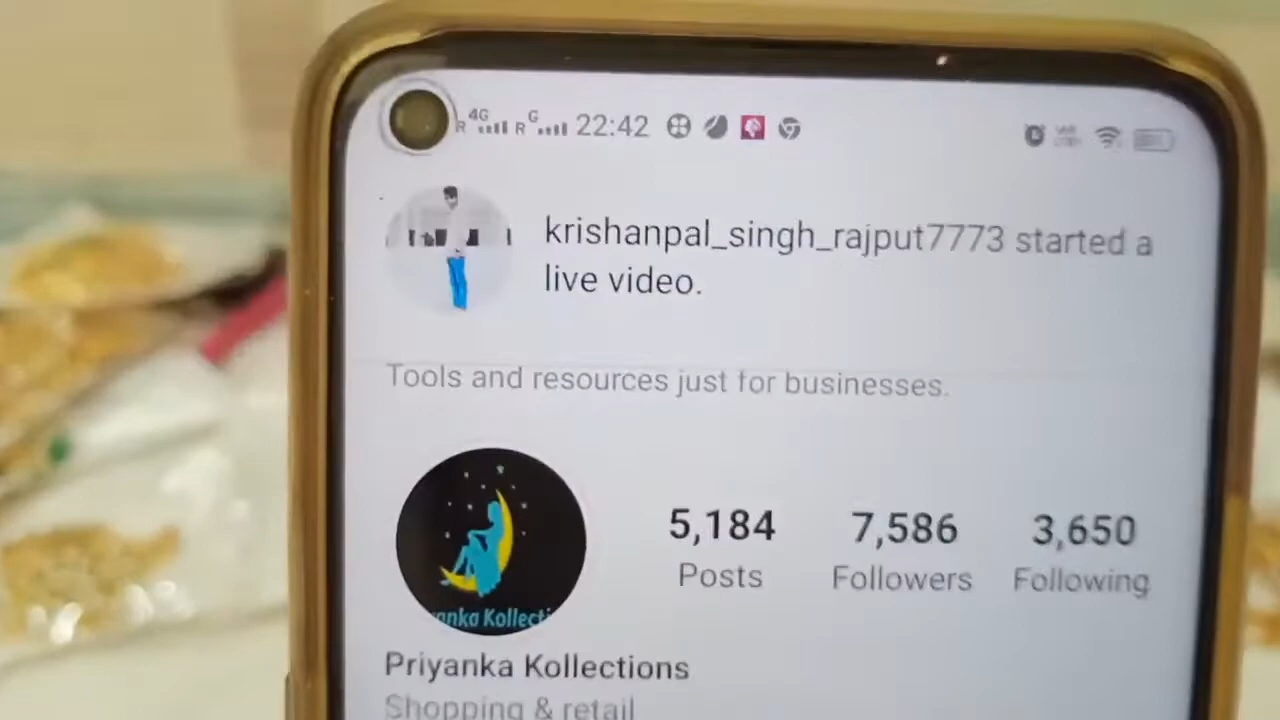 R 4G R G 22:42
krishanpal_singh_rajput7773 started a
live video.
Tools and resources just for businesses.
5,184 7,586 3,650
Posts Followers Following
anka Kollecti
Priyanka Kollections
Shopping & retail